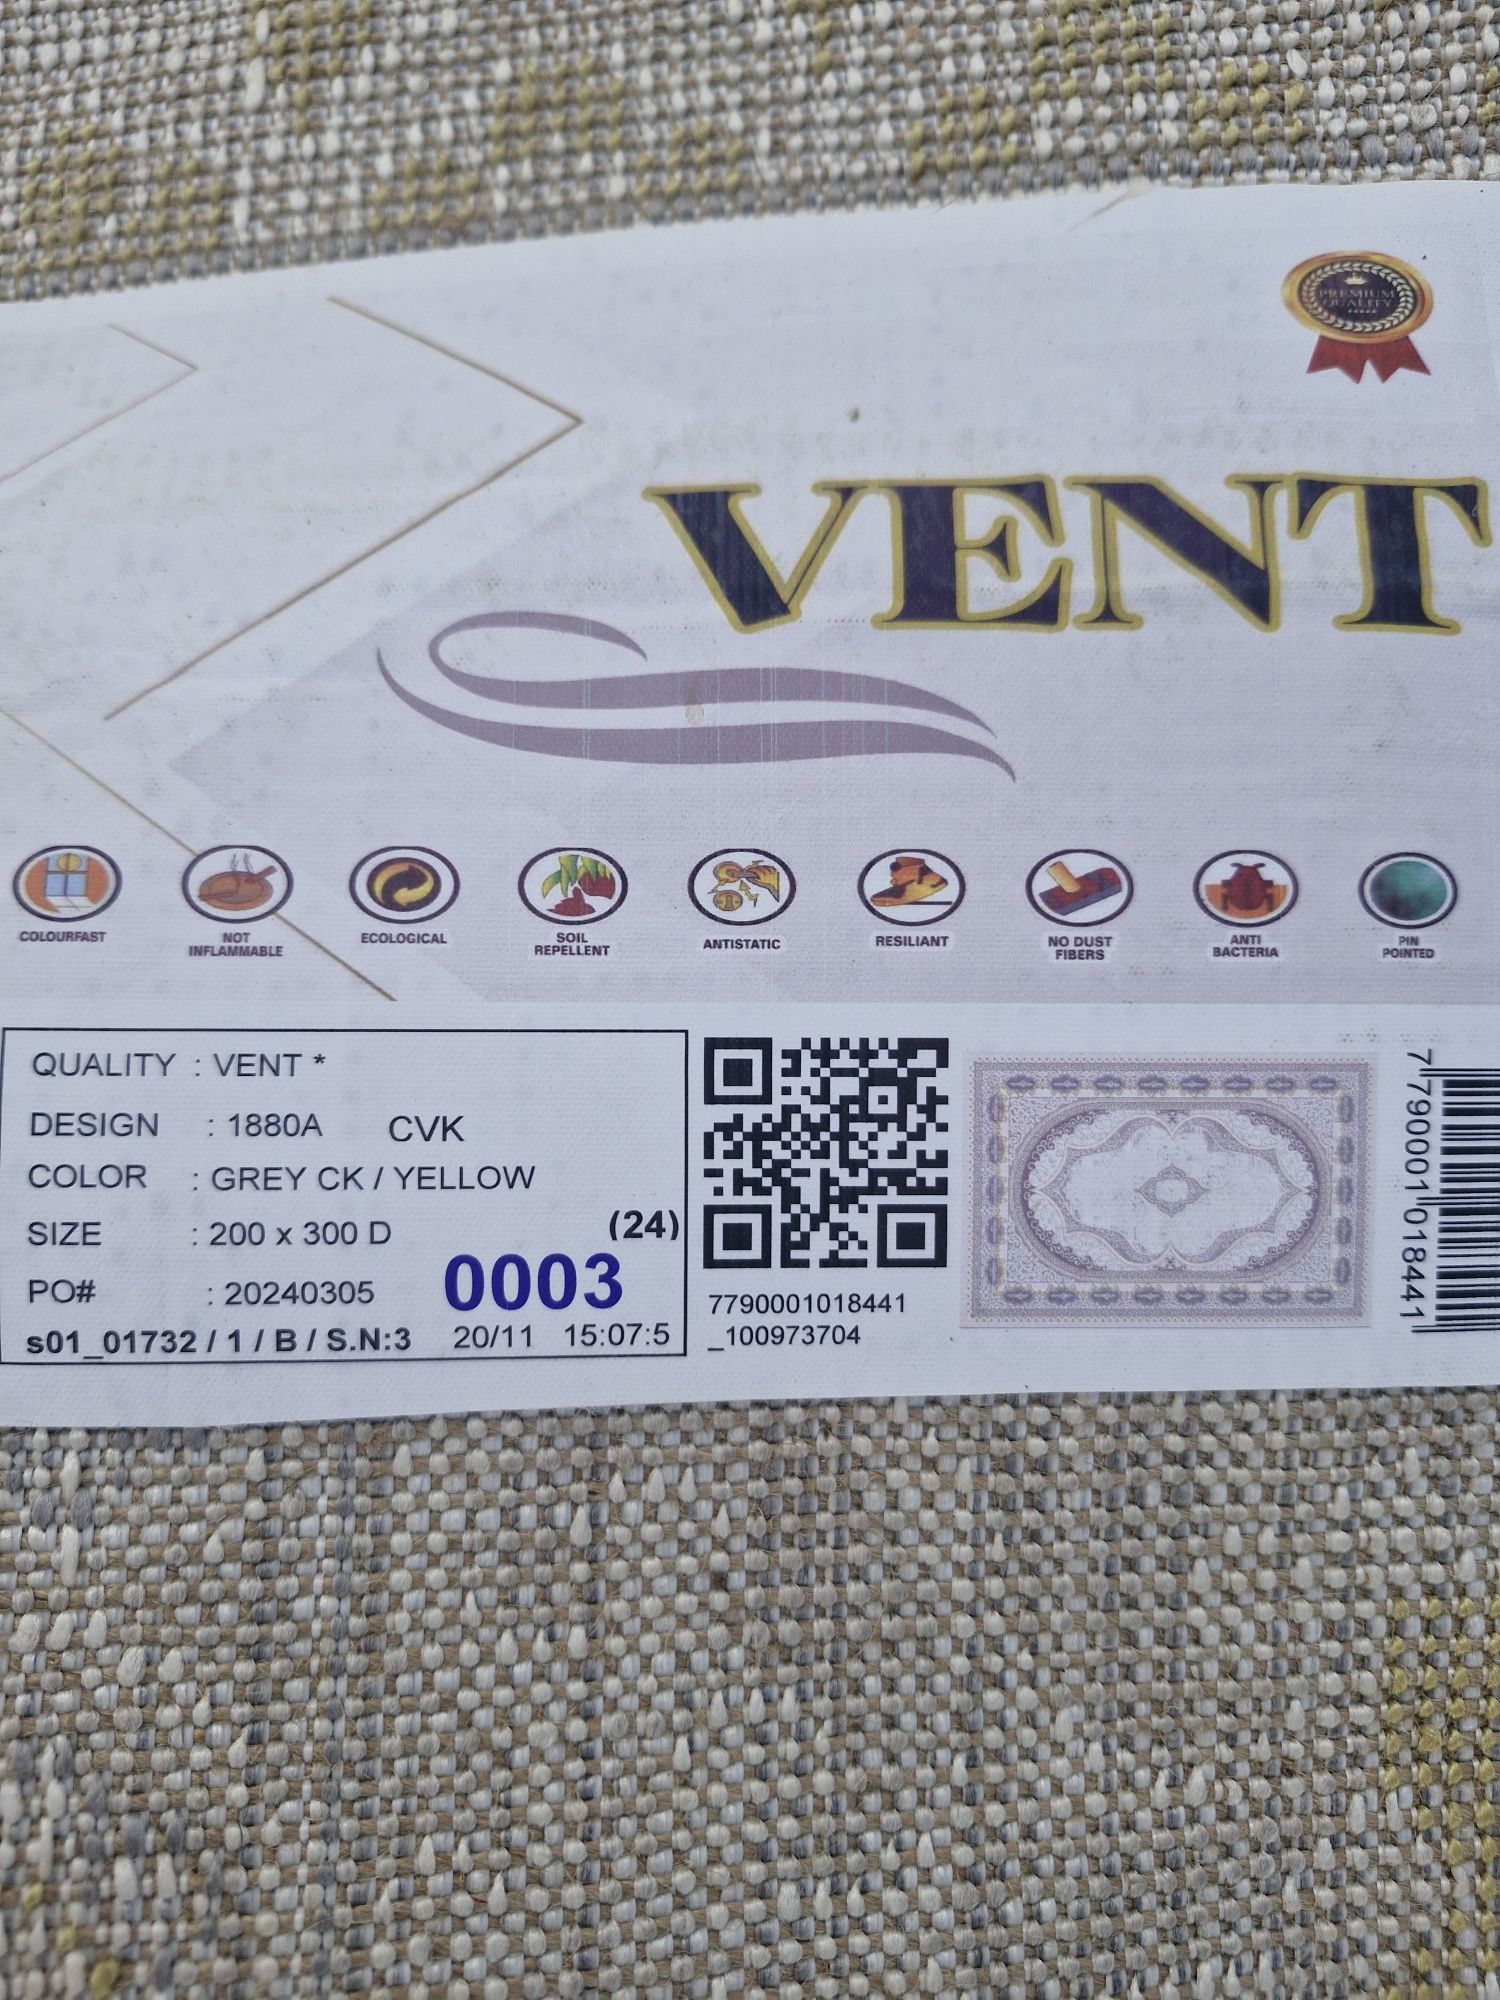 PREMIUM
QUALITY
VENT
COLOURFAST
NOT
INFLAMMABLE
ECOLOGICAL
SOIL
REPELLENT
ANTISTATIC
RESILIANT
NO DUST
FIBERS
ANTI
BACTERIA
PIN
POINTED
QUALITY : VENT *
DESIGN : 1880A CVK
COLOR : GREY CK / YELLOW
SIZE : 200 x 300 D (24)
PO# : 20240305 0003
s01_01732 / 1 / B / S.N:3 20/11 15:07:5
7790001018441
_100973704
7790001018441